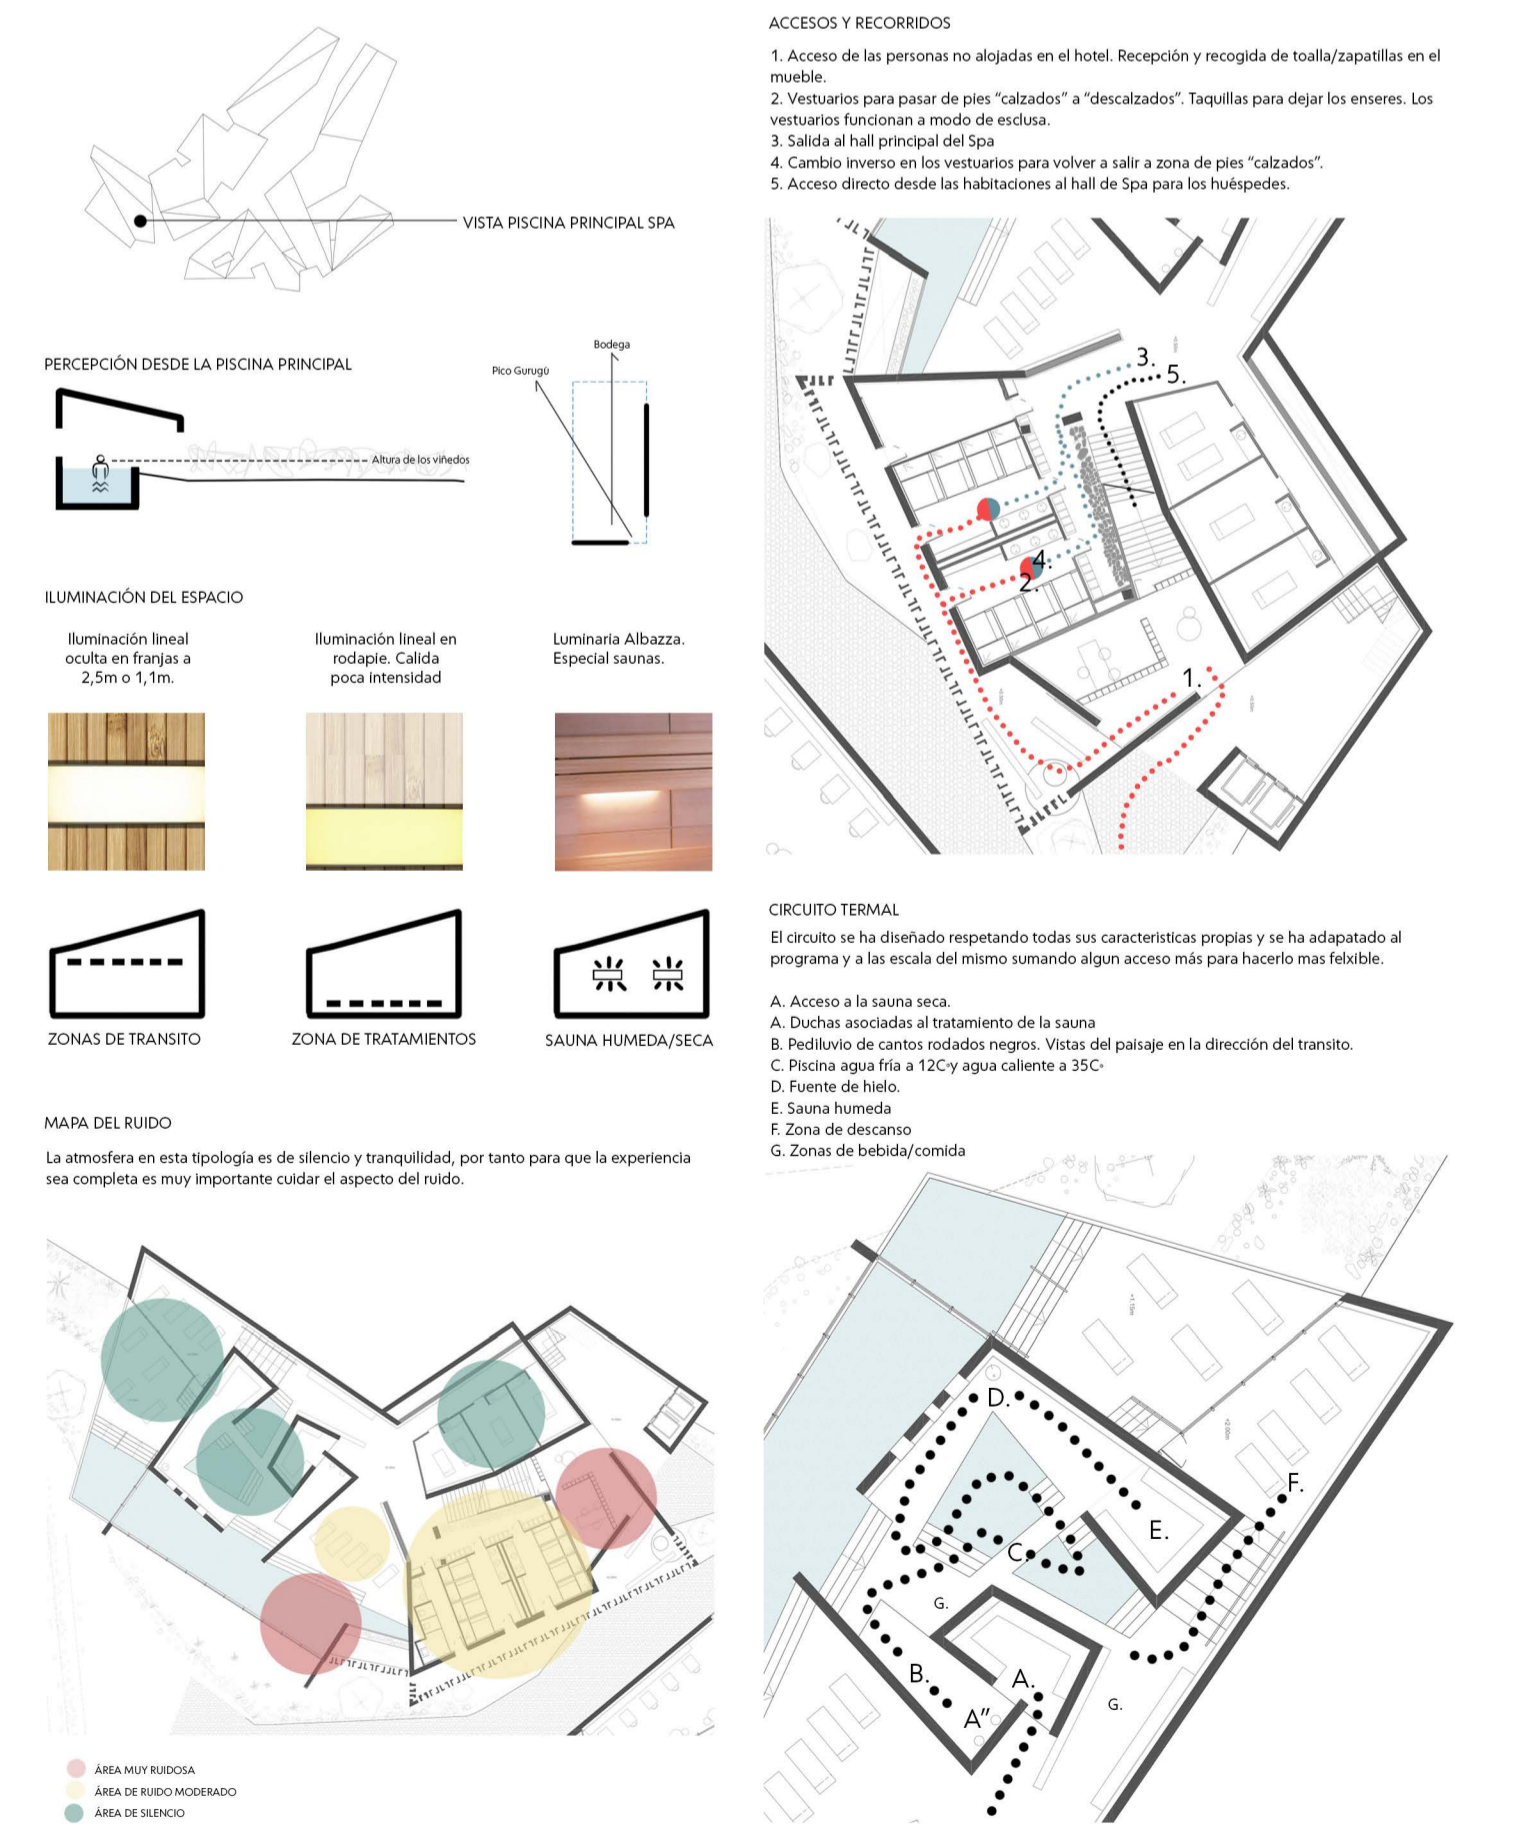 VISTA PISCINA PRINCIPAL SPA
PERCEPCIÓN DESDE LA PISCINA PRINCIPAL
Altura de los viñedos
Pico Gurugú
Bodega
ILUMINACIÓN DEL ESPACIO
Iluminación lineal
oculta en franjas a
2,5m o 1,1m.
Iluminación lineal en
rodapie. Calida
poca intensidad
Luminaria Albazza.
Especial saunas.
ZONAS DE TRANSITO
ZONA DE TRATAMIENTOS
SAUNA HUMEDA/SECA
MAPA DEL RUIDO
La atmosfera en esta tipología es de silencio y tranquilidad, por tanto para que la experiencia
sea completa es muy importante cuidar el aspecto del ruido.
ÁREA MUY RUIDOSA
ÁREA DE RUIDO MODERADO
ÁREA DE SILENCIO
ACCESOS Y RECORRIDOS
1. Acceso de las personas no alojadas en el hotel. Recepción y recogida de toalla/zapatillas en el
mueble.
2. Vestuarios para pasar de pies “calzados” a “descalzados”. Taquillas para dejar los enseres. Los
vestuarios funcionan a modo de esclusa.
3. Salida al hall principal del Spa
4. Cambio inverso en los vestuarios para volver a salir a zona de pies “calzados”.
5. Acceso directo desde las habitaciones al hall de Spa para los huéspedes.
3.
5.
4.
2.
1.
CIRCUITO TERMAL
El circuito se ha diseñado respetando todas sus caracteristicas propias y se ha adapatado al
programa y a las escala del mismo sumando algun acceso más para hacerlo mas felxible.
A. Acceso a la sauna seca.
A. Duchas asociadas al tratamiento de la sauna
B. Pediluvio de cantos rodados negros. Vistas del paisaje en la dirección del transito.
C. Piscina agua fría a 12Cºy agua caliente a 35Cº
D. Fuente de hielo.
E. Sauna humeda
F. Zona de descanso
G. Zonas de bebida/comida
+1.15m
D.
+2.00m
F.
E.
C.
G.
B.
A.
A”
G.